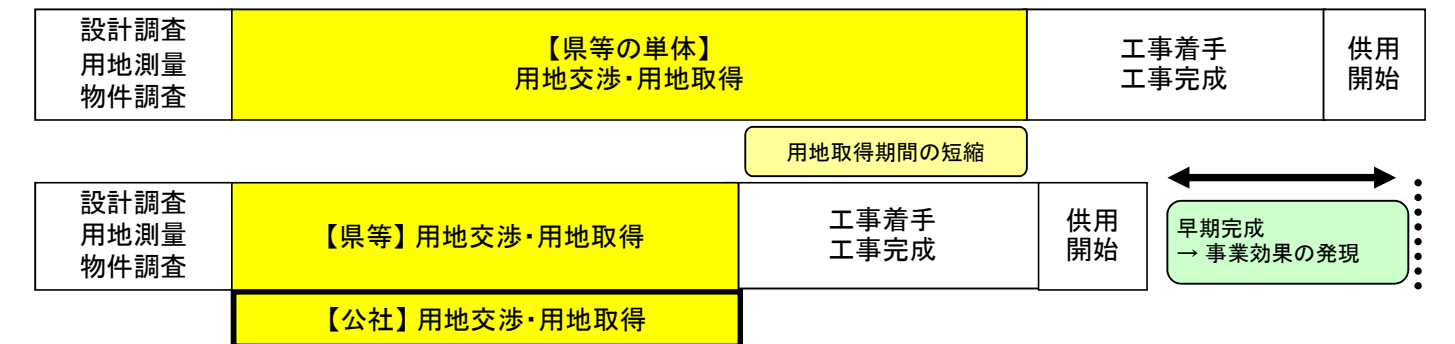 設計調査
用地測量
物件調査
【県等の単体】
用地交渉・用地取得
工事着手
工事完成
供用
開始
用地取得期間の短縮
設計調査
用地測量
物件調査
【県等】用地交渉・用地取得
工事着手
工事完成
供用
開始
早期完成
→ 事業効果の発現
【公社】用地交渉・用地取得